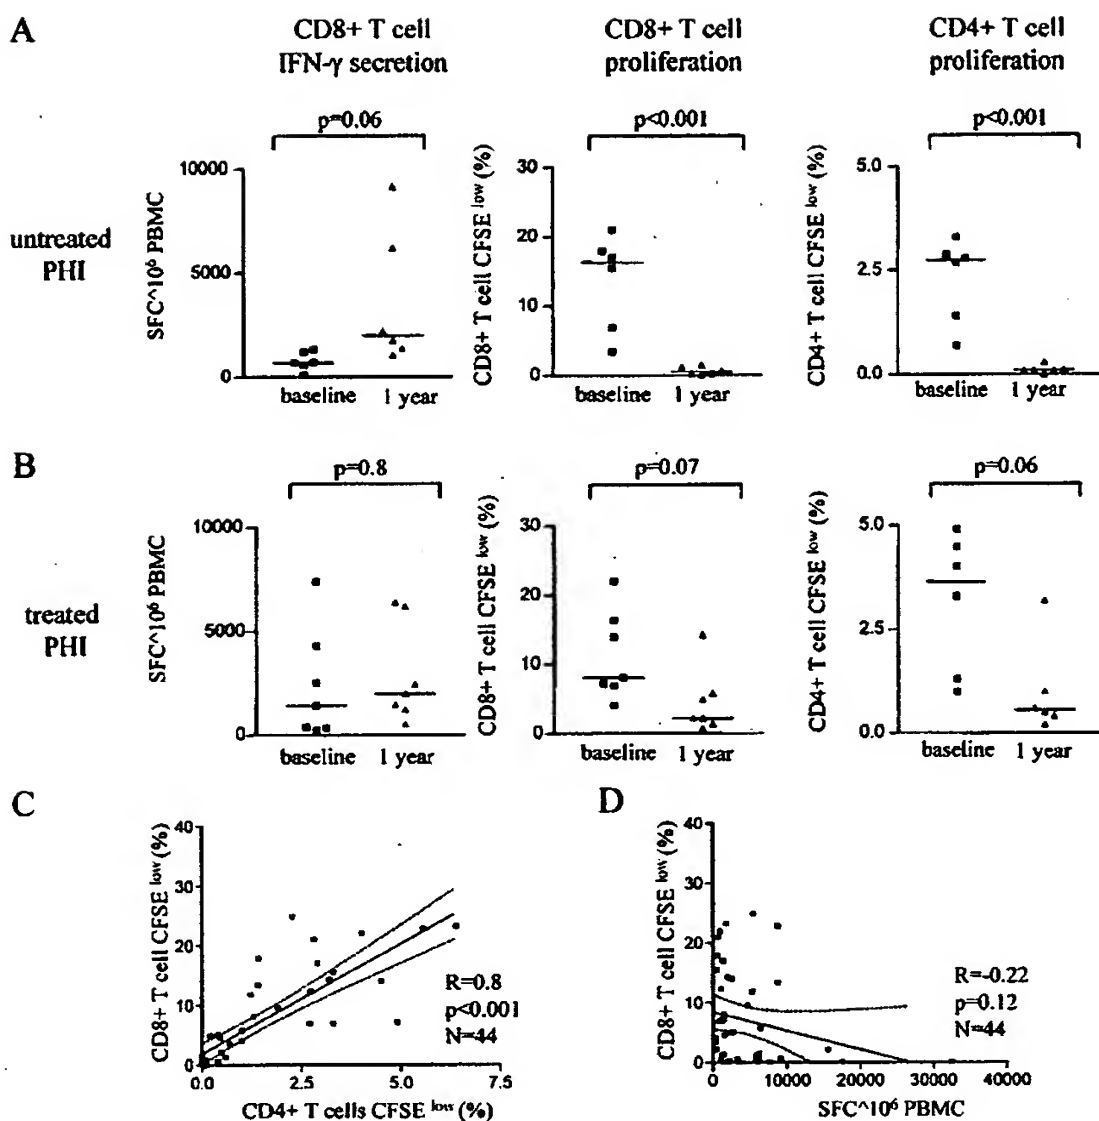 A
CD8+ T cell
IFN-γ secretion
CD8+ T cell
proliferation
CD4+ T cell
proliferation
untreated
PHI
p=0.06
SFC^10⁶ PBMC
10000
5000
0
baseline 1 year
p<0.001
CD8+ T cell CFSE low (%)
30
20
10
0
baseline 1 year
p<0.001
CD4+ T cell CFSE low (%)
5.0
2.5
0.0
baseline 1 year
B
treated
PHI
p=0.8
SFC^10⁶ PBMC
10000
5000
0
baseline 1 year
p=0.07
CD8+ T cell CFSE low (%)
30
20
10
0
baseline 1 year
p=0.06
CD4+ T cell CFSE low (%)
5.0
2.5
0.0
baseline 1 year
C
CD8+ T cell CFSE low (%)
40
30
20
10
0
0.0 2.5 5.0 7.5
CD4+ T cells CFSE low (%)
R=0.8
p<0.001
N=44
D
CD8+ T cell CFSE low (%)
40
30
20
10
0
0 10000 20000 30000 40000
SFC^10⁶ PBMC
R=-0.22
p=0.12
N=44